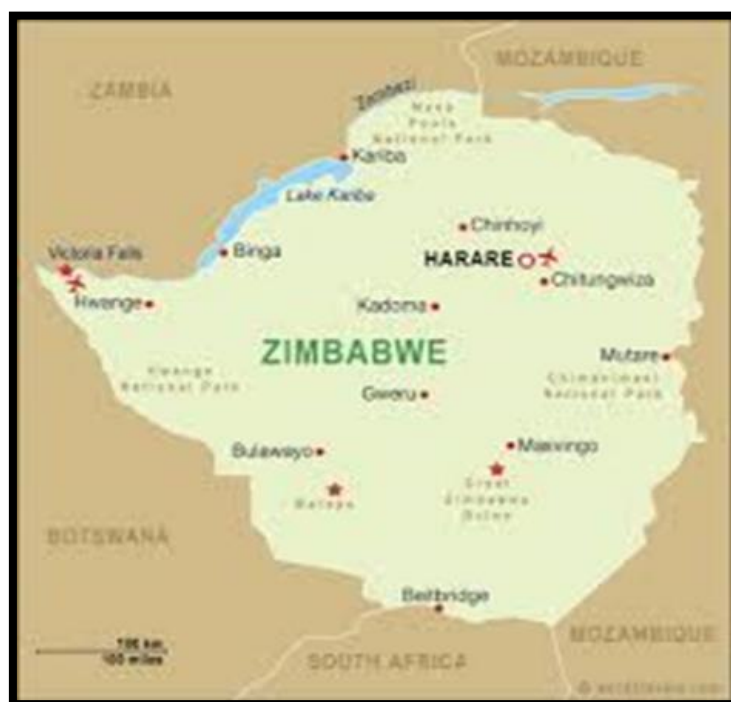 MOZAMBIQUE
ZAMBIA
Zambezi
Mana
Pools
National Park
Kariba
Lake Kariba
Chinhoyi
Victoria Falls
Binga
HARARE
Chitungwiza
Hwange
Kadoma
ZIMBABWE
Mutare
Hwange
National Park
Chimanimani
National Park
Gweru
Bulawayo
Masvingo
Great
Zimbabwe
Matopo
BOTSWANA
Beitbridge
MOZAMBIQUE
100 km
100 miles
SOUTH AFRICA